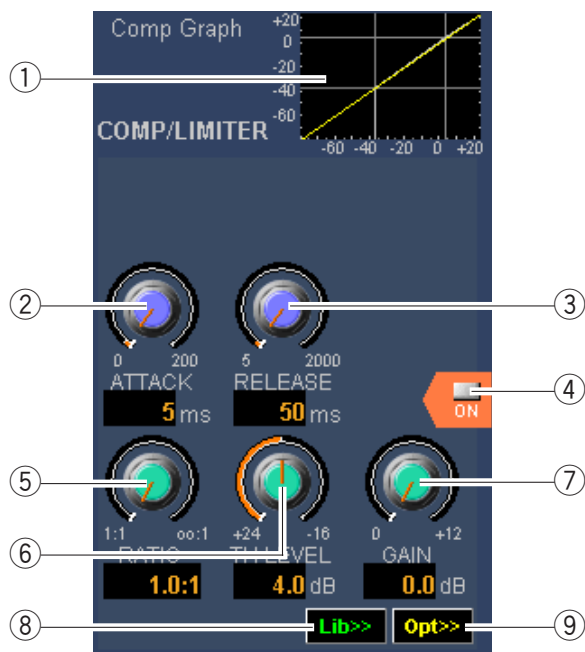 Comp Graph
+20
0
-20
-40
-60
-60 -40 -20 0 +20
COMP/LIMITER
①
②
③
④
⑤
⑥
⑦
⑧
⑨
0 200
ATTACK
5 ms
5 2000
RELEASE
50 ms
ON
1:1 oo:1
RATIO
1.0:1
+24 -16
TH LEVEL
4.0 dB
0 +12
GAIN
0.0 dB
Lib>>
Opt>>